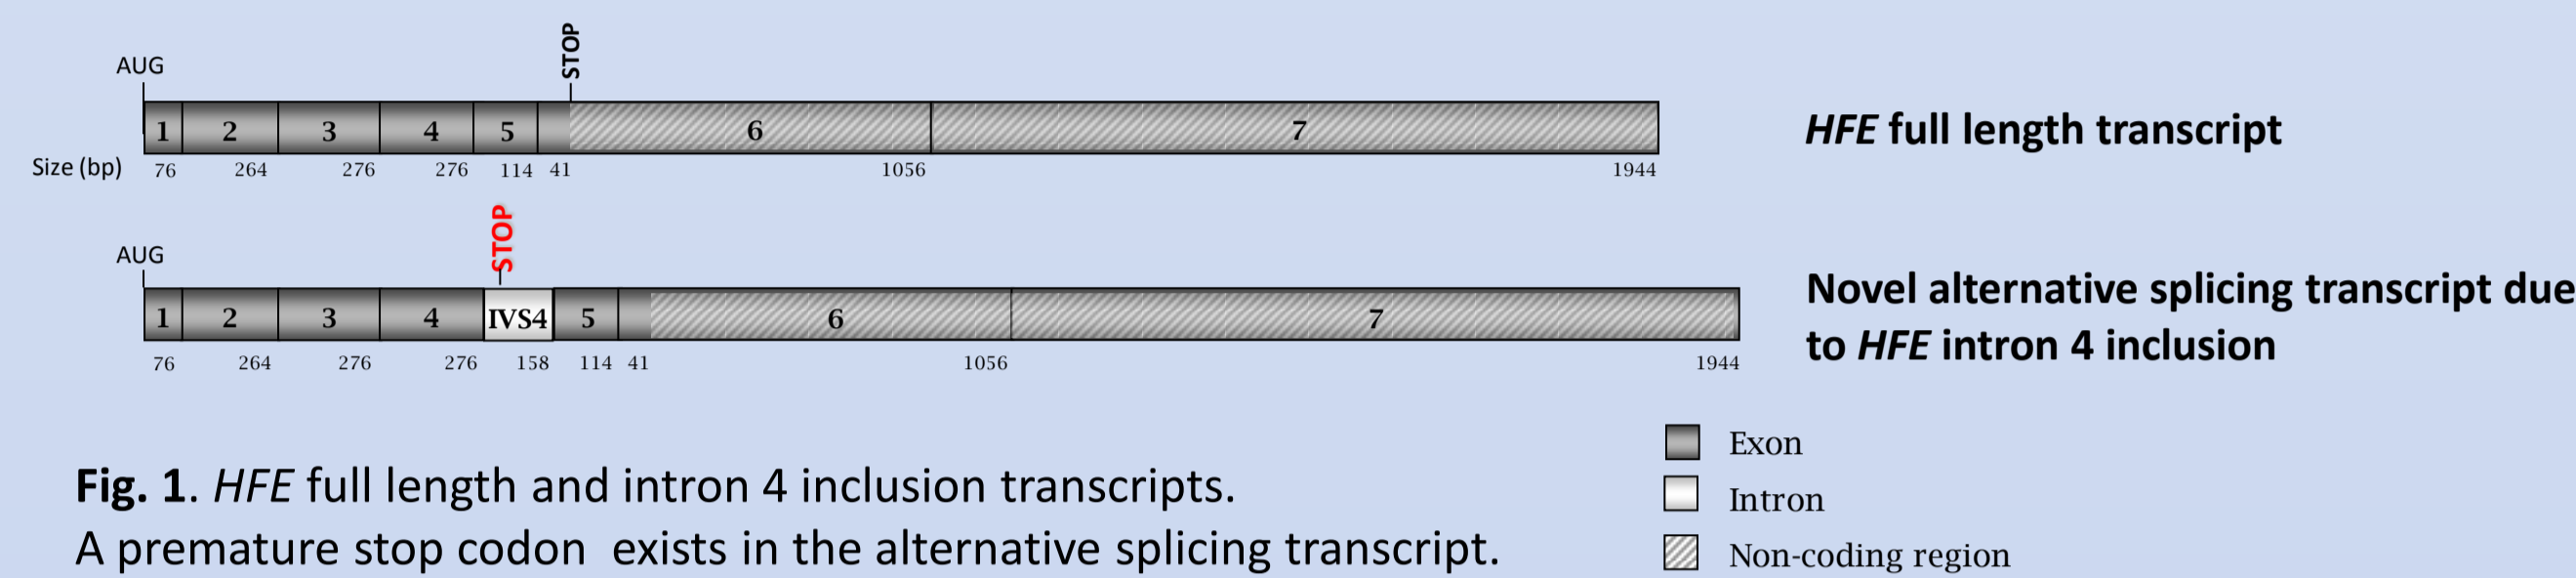 STOP
AUG
1 2 3 4 5 6 7
Size (bp) 76 264 276 276 114 41 1056 1944
HFE full length transcript
STOP
AUG
1 2 3 4 IVS4 5 6 7
76 264 276 276 158 114 41 1056 1944
Novel alternative splicing transcript due
to HFE intron 4 inclusion
Exon
Intron
Non-coding region
Fig. 1. HFE full length and intron 4 inclusion transcripts.
A premature stop codon  exists in the alternative splicing transcript.